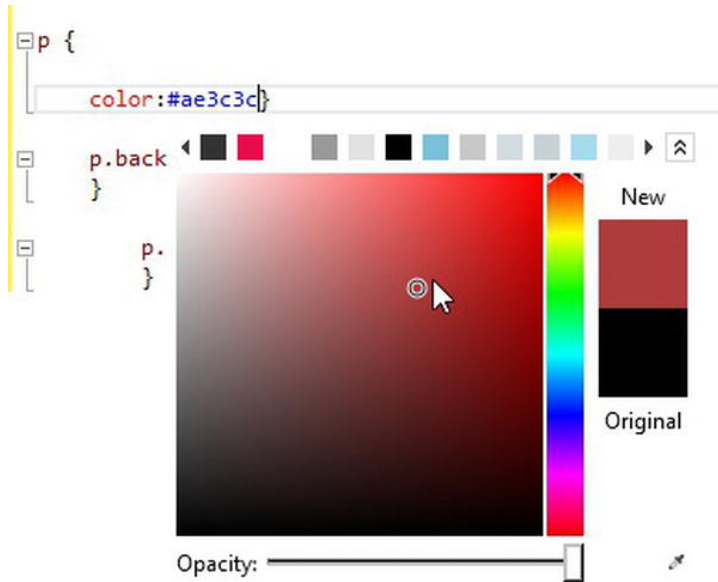 p {
color:#ae3c3c}
p.back
}
p.
}
New
Original
Opacity: